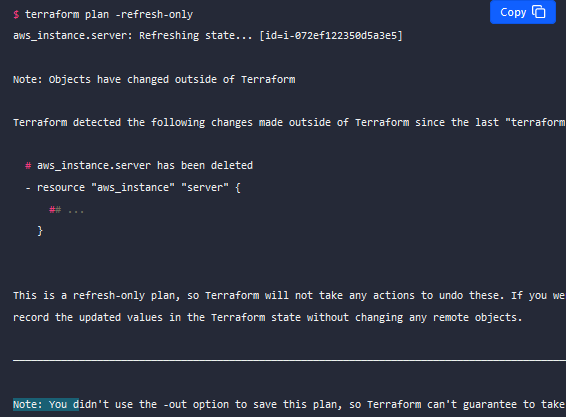 $ terraform plan -refresh-only
Copy
aws_instance.server: Refreshing state... [id=i-072ef122350d5a3e5]
Note: Objects have changed outside of Terraform
Terraform detected the following changes made outside of Terraform since the last "terraform
# aws_instance.server has been deleted
- resource "aws_instance" "server" {
## ...
}
This is a refresh-only plan, so Terraform will not take any actions to undo these. If you we
record the updated values in the Terraform state without changing any remote objects.
Note: You didn't use the -out option to save this plan, so Terraform can't guarantee to take